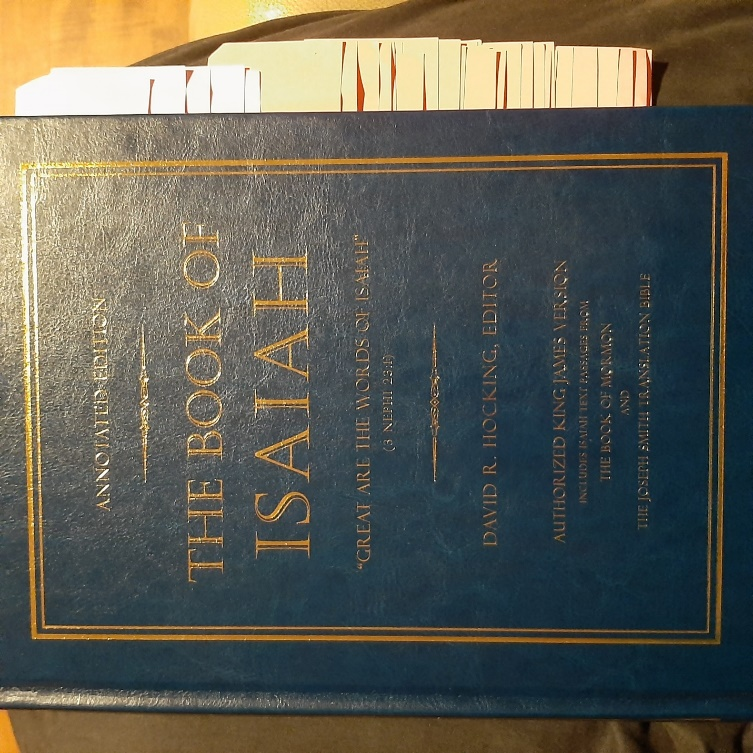 ANNOTATED EDITION
THE BOOK OF
ISAIAH
"GREAT ARE THE WORDS OF ISAIAH"
(3 NEPHI 23:1)
DAVID R. HOCKING, EDITOR
AUTHORIZED KING JAMES VERSION
INCLUDES ISAIAH TEXT PASSAGES FROM
THE BOOK OF MORMON
AND
THE JOSEPH SMITH TRANSLATION BIBLE